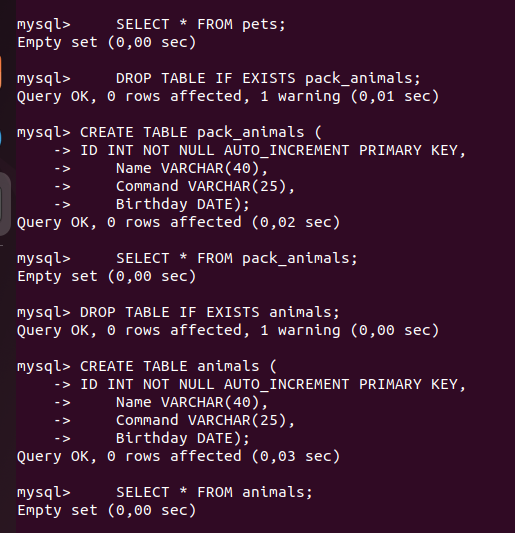 mysql>     SELECT * FROM pets;
Empty set (0,00 sec)
mysql>     DROP TABLE IF EXISTS pack_animals;
Query OK, 0 rows affected, 1 warning (0,01 sec)
mysql> CREATE TABLE pack_animals (
    -> ID INT NOT NULL AUTO_INCREMENT PRIMARY KEY,
    ->     Name VARCHAR(40),
    ->     Command VARCHAR(25),
    ->     Birthday DATE);
Query OK, 0 rows affected (0,02 sec)
mysql>     SELECT * FROM pack_animals;
Empty set (0,00 sec)
mysql> DROP TABLE IF EXISTS animals;
Query OK, 0 rows affected, 1 warning (0,00 sec)
mysql> CREATE TABLE animals (
    -> ID INT NOT NULL AUTO_INCREMENT PRIMARY KEY,
    ->     Name VARCHAR(40),
    ->     Command VARCHAR(25),
    ->     Birthday DATE);
Query OK, 0 rows affected (0,03 sec)
mysql>     SELECT * FROM animals;
Empty set (0,00 sec)